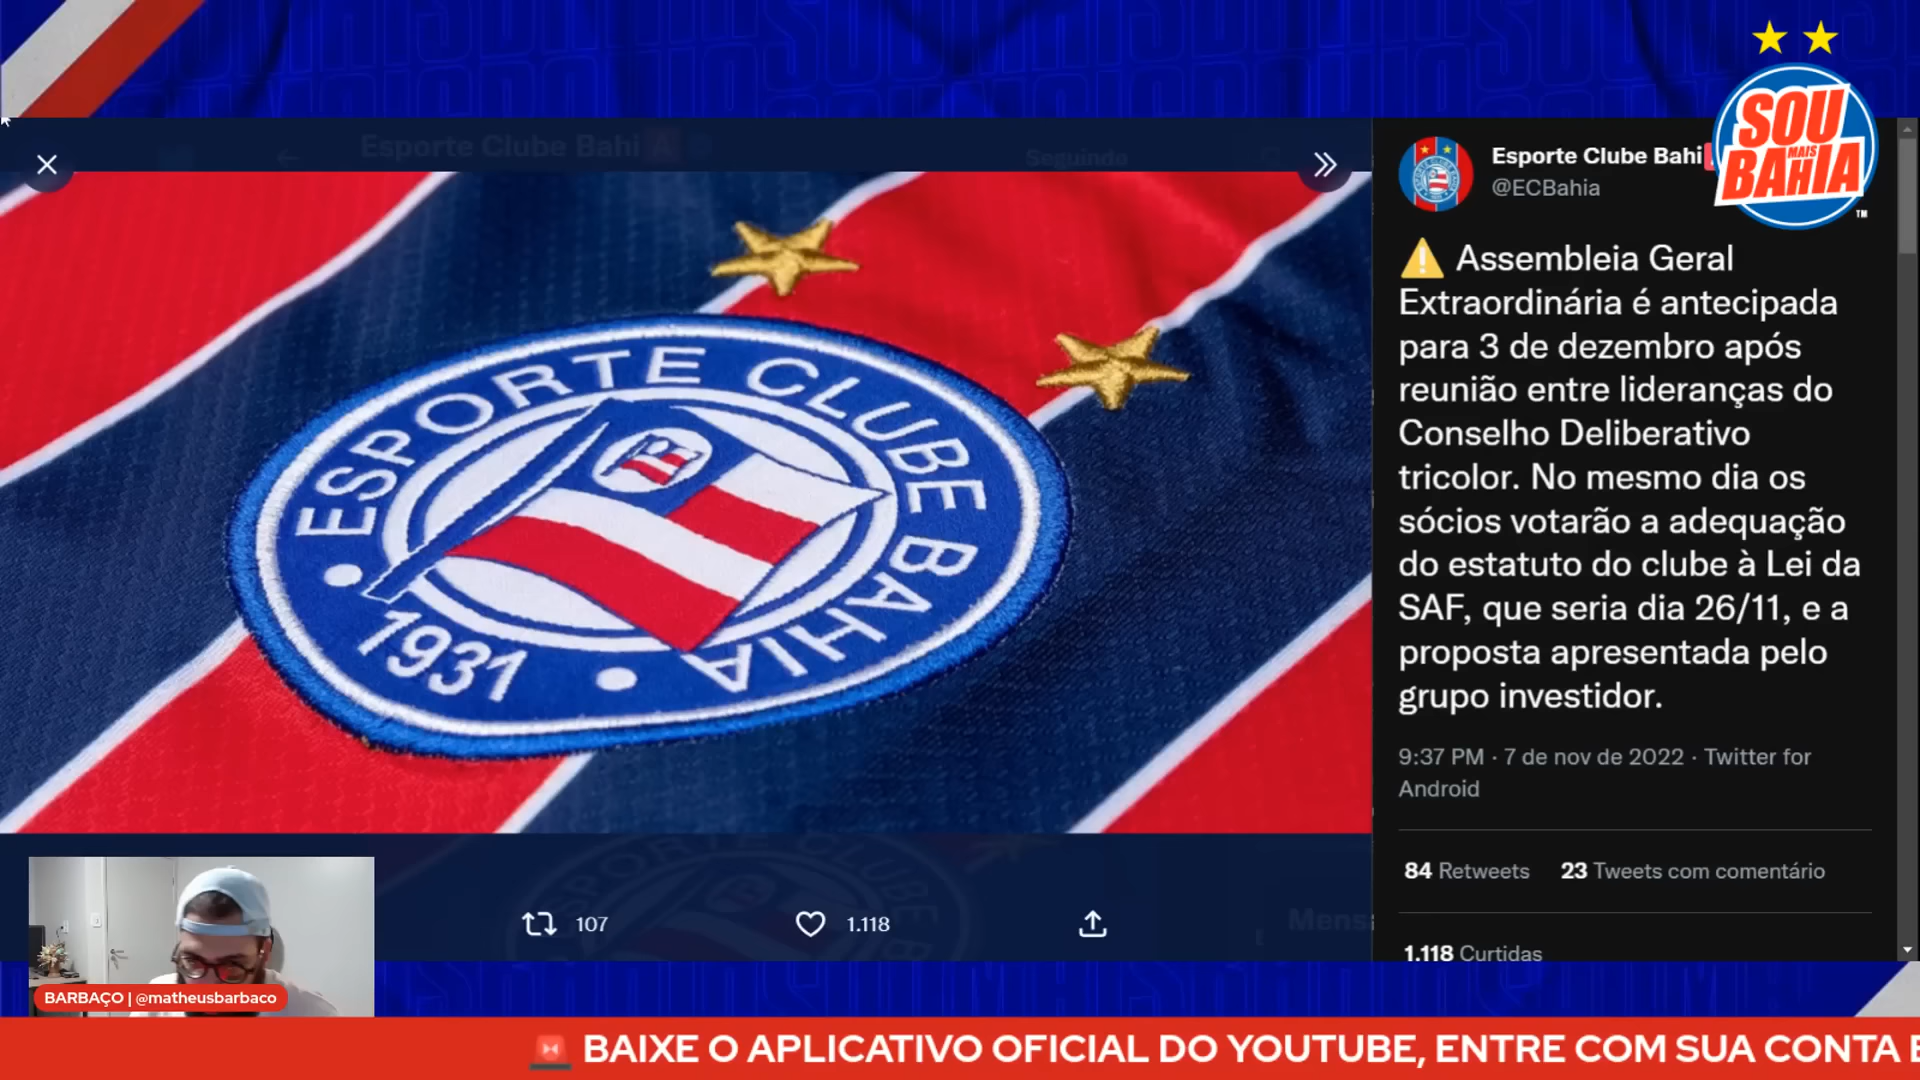 SOU
MAIS
BAHIA
TM
Esporte Clube Bahi
Seguindo
Esporte Clube Bahi
@ECBahia
⚠️ Assembleia Geral
Extraordinária é antecipada
para 3 de dezembro após
reunião entre lideranças do
Conselho Deliberativo
tricolor. No mesmo dia os
sócios votarão a adequação
do estatuto do clube à Lei da
SAF, que seria dia 26/11, e a
proposta apresentada pelo
grupo investidor.
9:37 PM · 7 de nov de 2022 · Twitter for
Android
84 Retweets 23 Tweets com comentário
1.118 Curtidas
ESPORTE CLUBE BAHIA
1931
107
1.118
BARBAÇO | @matheusbarbaco
🚨 BAIXE O APLICATIVO OFICIAL DO YOUTUBE, ENTRE COM SUA CONTA